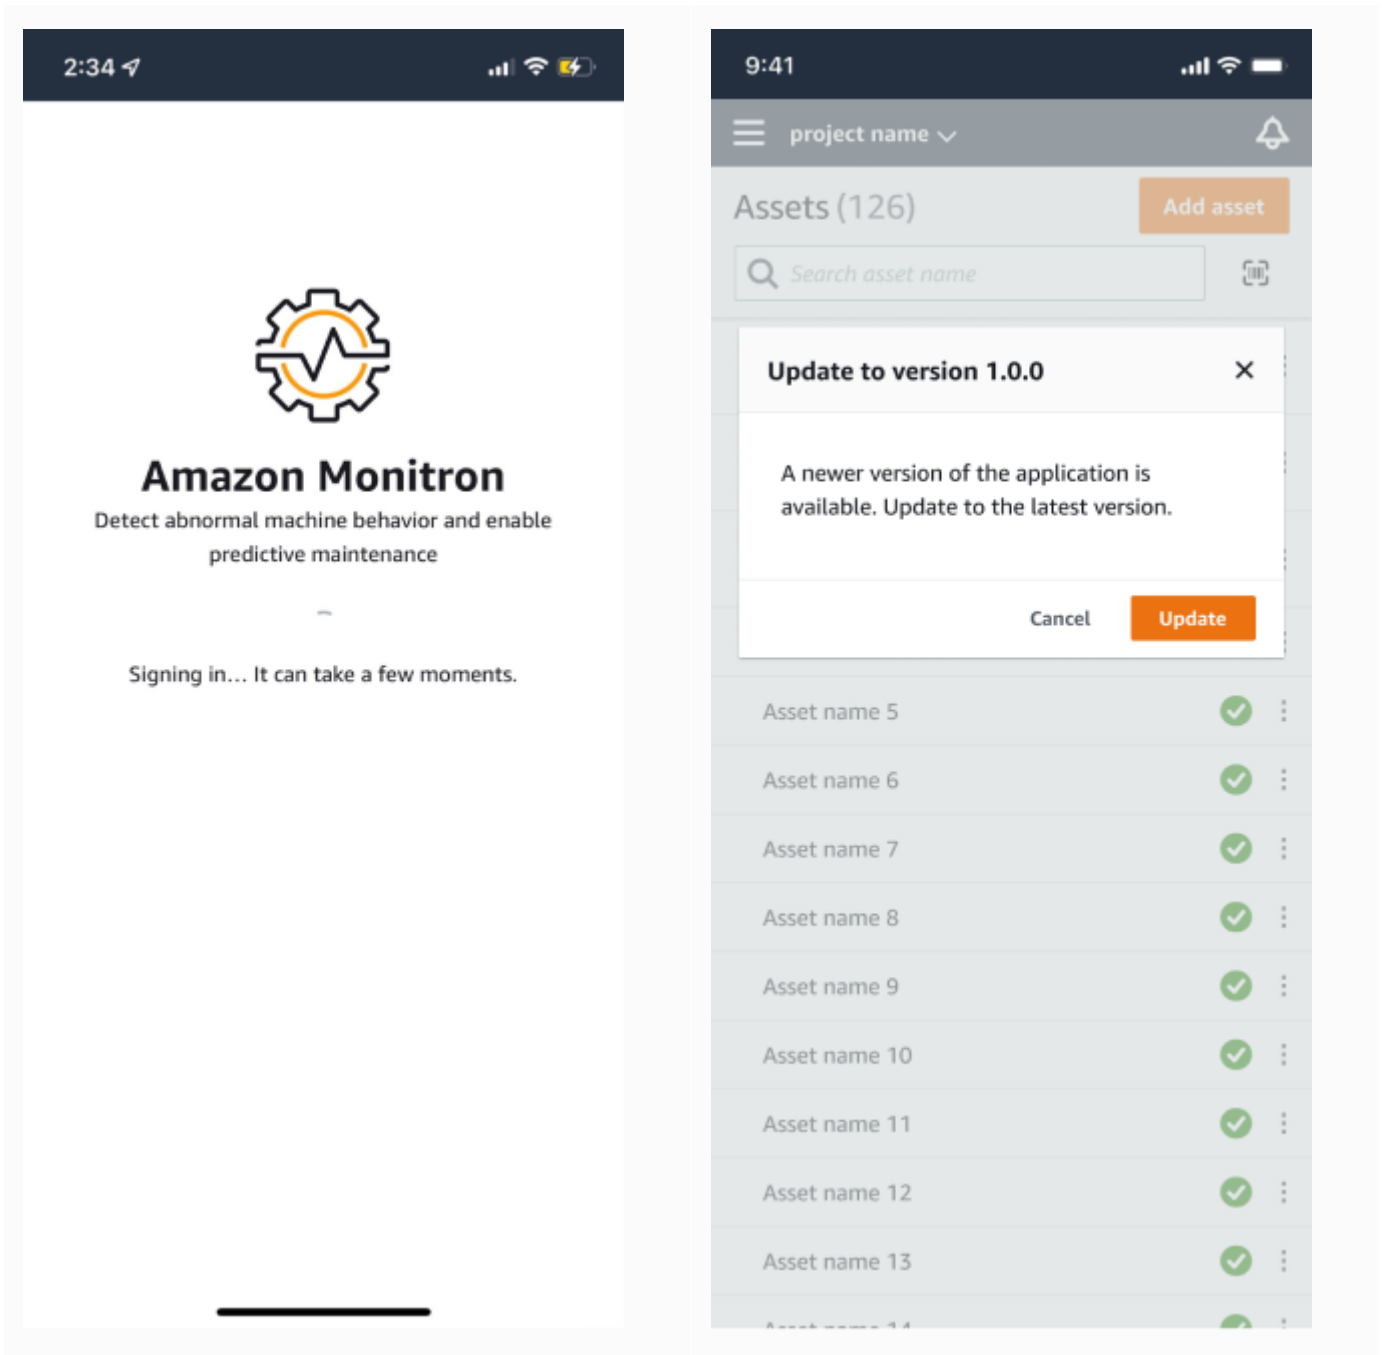 2:34
Amazon Monitron
Detect abnormal machine behavior and enable
predictive maintenance
Signing in... It can take a few moments.
9:41
project name
Assets (126)
Add asset
Search asset name
Update to version 1.0.0
A newer version of the application is
available. Update to the latest version.
Cancel
Update
Asset name 5
Asset name 6
Asset name 7
Asset name 8
Asset name 9
Asset name 10
Asset name 11
Asset name 12
Asset name 13
Asset name 14